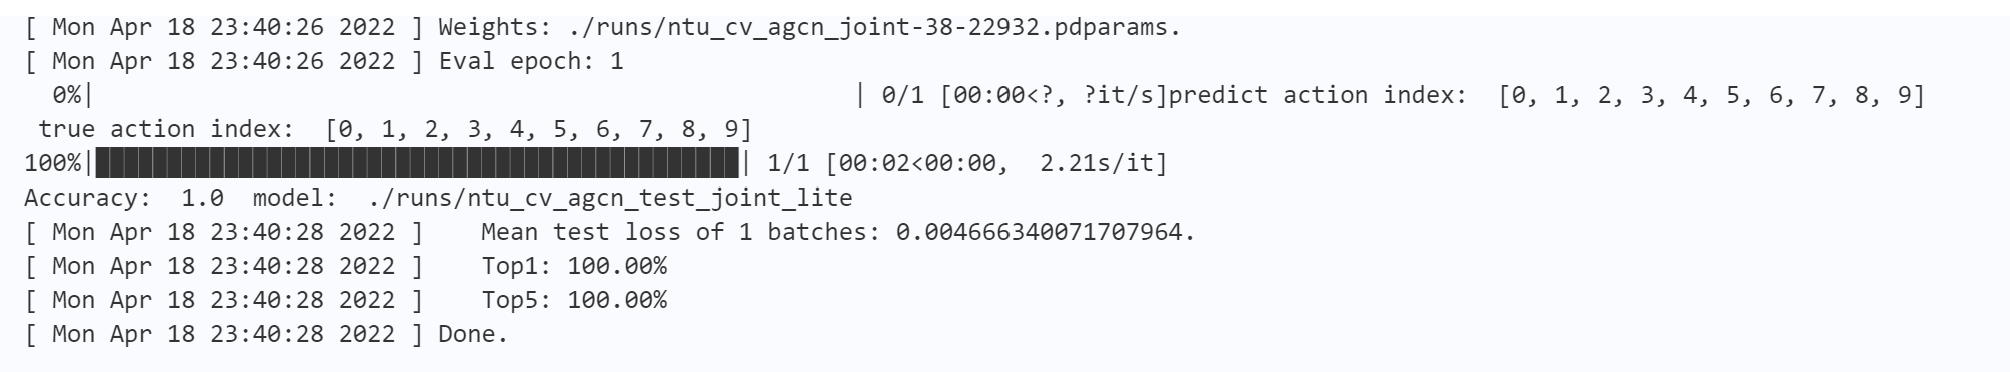 [ Mon Apr 18 23:40:26 2022 ] Weights: ./runs/ntu_cv_agcn_joint-38-22932.pdparams.
[ Mon Apr 18 23:40:26 2022 ] Eval epoch: 1
  0%|                                                     | 0/1 [00:00<?, ?it/s]predict action index:  [0, 1, 2, 3, 4, 5, 6, 7, 8, 9]
 true action index:  [0, 1, 2, 3, 4, 5, 6, 7, 8, 9]
100%|█████████████████████████████████████████████| 1/1 [00:02<00:00,  2.21s/it]
Accuracy:  1.0  model:  ./runs/ntu_cv_agcn_test_joint_lite
[ Mon Apr 18 23:40:28 2022 ]    Mean test loss of 1 batches: 0.004666340071707964.
[ Mon Apr 18 23:40:28 2022 ]    Top1: 100.00%
[ Mon Apr 18 23:40:28 2022 ]    Top5: 100.00%
[ Mon Apr 18 23:40:28 2022 ] Done.